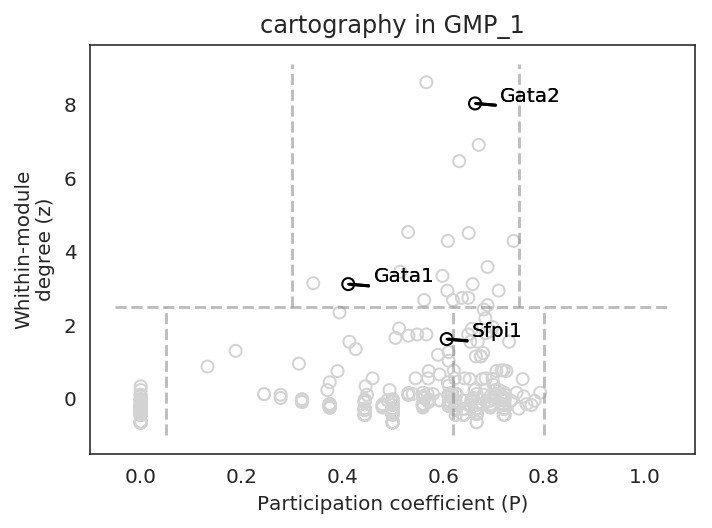 cartography in GMP_1
8
6
4
2
0
Whithin-module
degree (z)
Gata2
Gata1
Sfpi1
0.0 0.2 0.4 0.6 0.8 1.0
Participation coefficient (P)